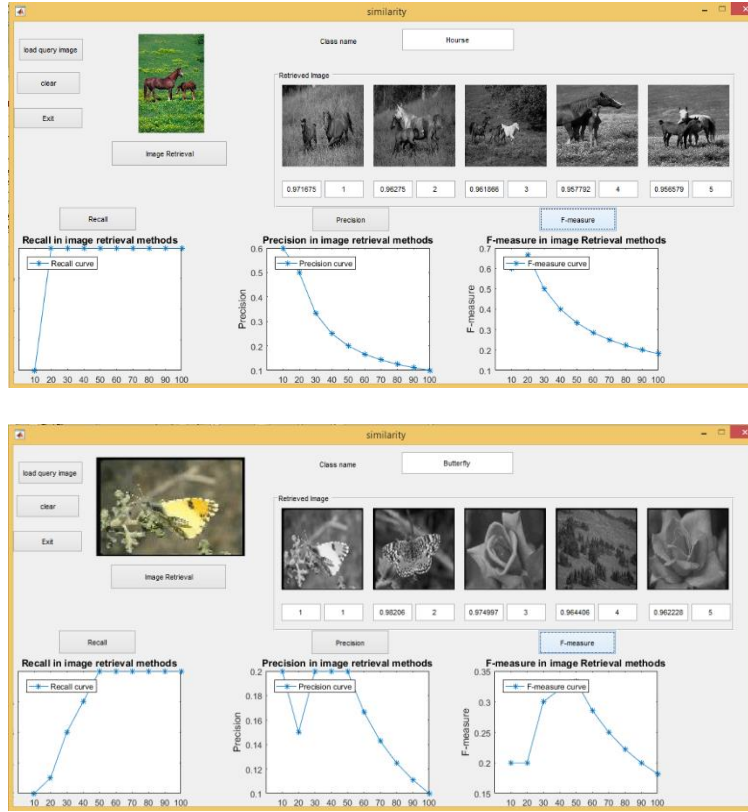 similarity
load query image
Class name
Hourse
clear
Retrieved Image
Exit
Image Retrieval
0.971675 1 0.96275 2 0.961866 3 0.957792 4 0.956579 5
Recall Precision F-measure
Recall in image retrieval methods
Recall curve
10 20 30 40 50 60 70 80 90 100
Precision in image retrieval methods
0.6
Precision curve
0.5
0.4
0.3
0.2
0.1
Precision
10 20 30 40 50 60 70 80 90 100
F-measure in image Retrieval methods
0.7
F-measure curve
0.6
0.5
0.4
0.3
0.2
0.1
F-measure
10 20 30 40 50 60 70 80 90 100
similarity
load query image
Class name
Butterfly
clear
Retrieved Image
Exit
Image Retrieval
1 1 0.98206 2 0.974997 3 0.964406 4 0.962228 5
Recall Precision F-measure
Recall in image retrieval methods
Recall curve
10 20 30 40 50 60 70 80 90 100
Precision in image retrieval methods
0.2
Precision curve
0.18
0.16
0.14
0.12
0.1
Precision
10 20 30 40 50 60 70 80 90 100
F-measure in image Retrieval methods
0.35
F-measure curve
0.3
0.25
0.2
0.15
F-measure
10 20 30 40 50 60 70 80 90 100